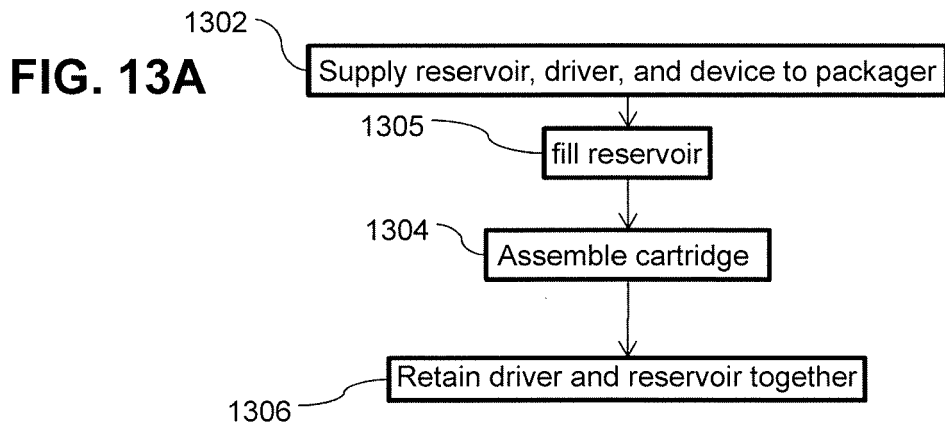 1302
FIG. 13A
Supply reservoir, driver, and device to packager
1305
fill reservoir
1304
Assemble cartridge
Retain driver and reservoir together
1306